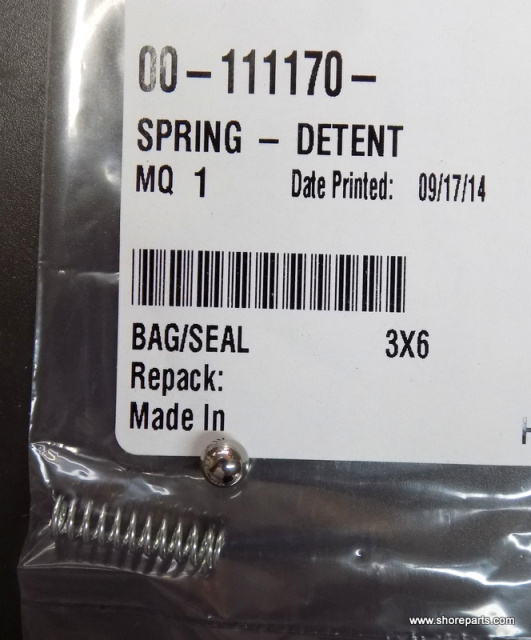 00-111170-
SPRING - DETENT
MQ 1 Date Printed: 09/17/14
BAG/SEAL 3X6
Repack:
Made In
H
www.shoreparts.com